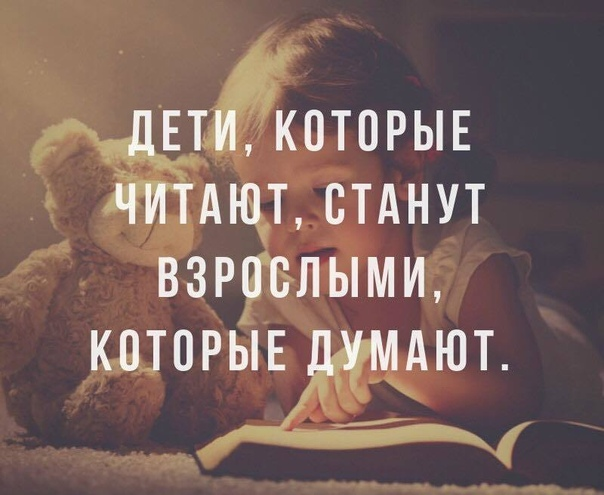 ДЕТИ, КОТОРЫЕ
ЧИТАЮТ, СТАНУТ
ВЗРОСЛЫМИ,
КОТОРЫЕ ДУМАЮТ.